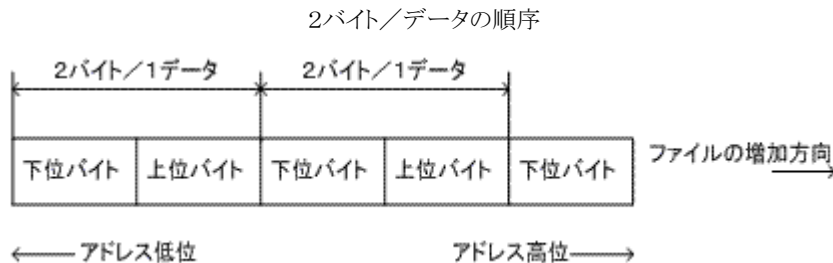 2バイト／データの順序
2バイト／1データ 2バイト／1データ
下位バイト 上位バイト 下位バイト 上位バイト 下位バイト ファイルの増加方向
アドレス低位 アドレス高位